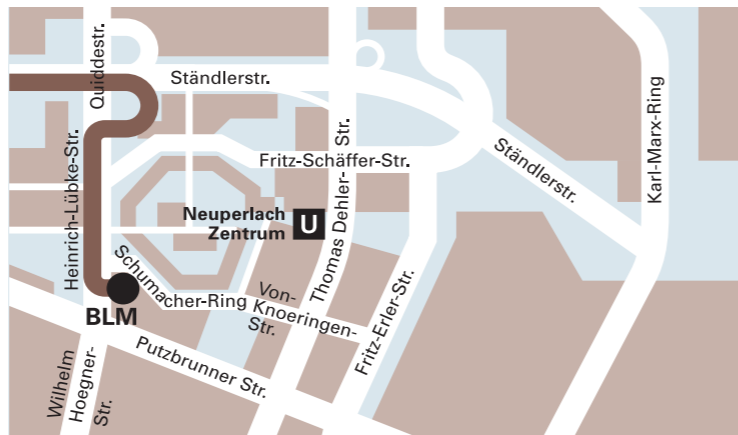 Quiddestr.
Ständlerstr.
Thomas Dehler- Str.
Fritz-Schäffer-Str.
Ständlerstr.
Karl-Marx-Ring
Heinrich-Lübke-Str.
Neuperlach
Zentrum
U
Schumacher-Ring
Von-
Knoeringen-
Str.
Fritz-Erler-Str.
BLM
Putzbrunner Str.
Wilhelm
Hoegner-
Str.